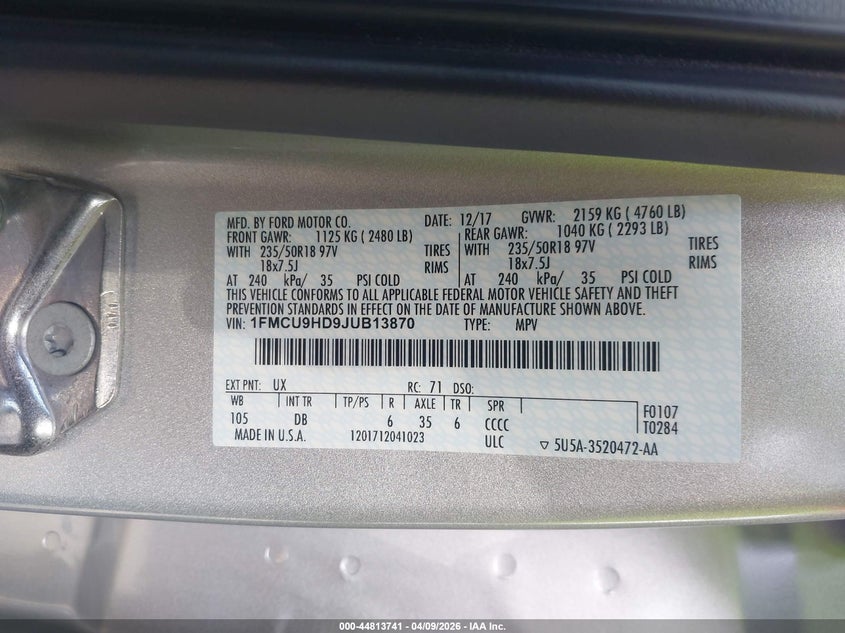 MFD. BY FORD MOTOR CO. DATE: 12/17 GVWR: 2159 KG ( 4760 LB)
FRONT GAWR: 1125 KG ( 2480 LB) REAR GAWR: 1040 KG ( 2293 LB)
WITH 235/50R18 97V TIRES WITH 235/50R18 97V TIRES
18x7.5J RIMS 18x7.5J RIMS
AT 240 kPa/ 35 PSI COLD AT 240 kPa/ 35 PSI COLD
THIS VEHICLE CONFORMS TO ALL APPLICABLE FEDERAL MOTOR VEHICLE SAFETY AND THEFT
PREVENTION STANDARDS IN EFFECT ON THE DATE OF MANUFACTURE SHOWN ABOVE.
VIN: 1FMCU9HD9JUB13870 TYPE: MPV
EXT PNT: UX RC: 71 DSO:
WB INT TR TP/PS R AXLE TR SPR F0107
105 DB 6 35 6 CCCC T0284
MADE IN U.S.A. 1201712041023 ULC ▽ 5U5A-3520472-AA
000-44813741 | 04/09/2026 | IAA Inc.